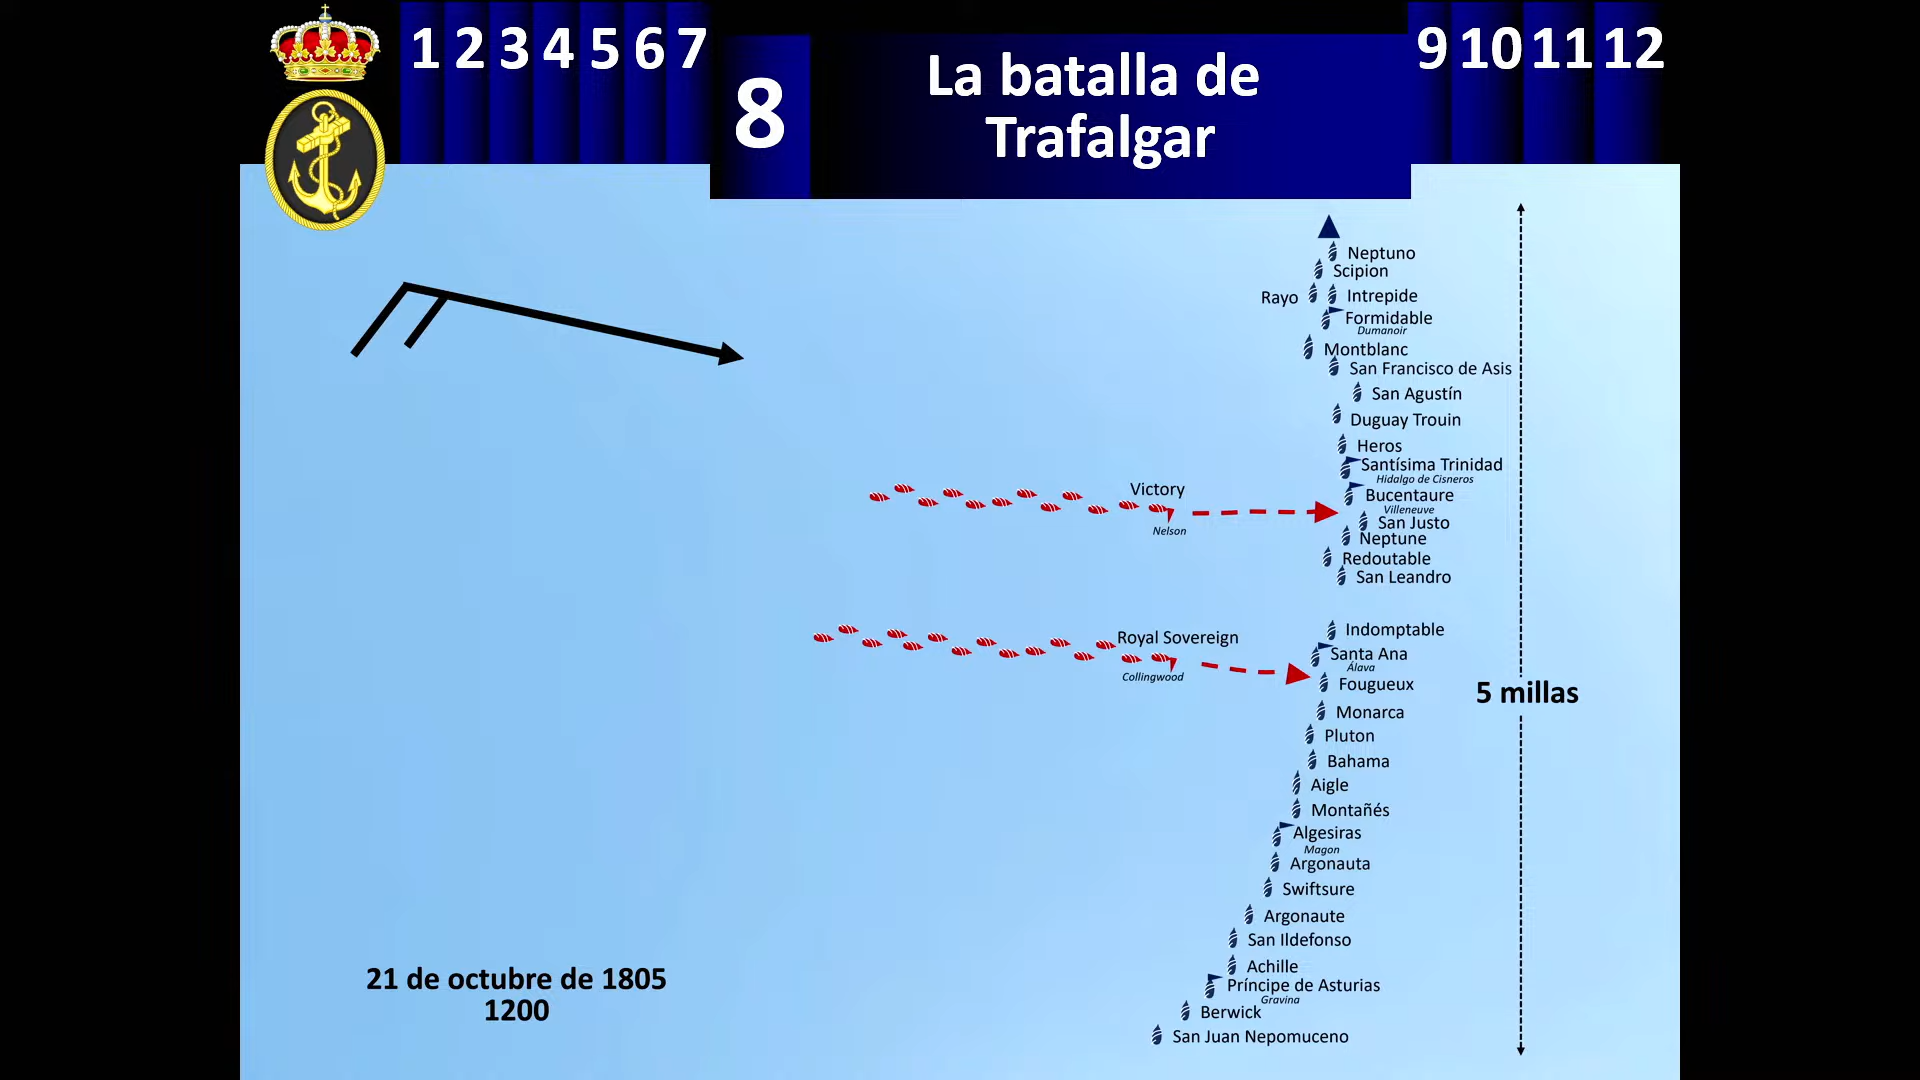 1 2 3 4 5 6 7
8
La batalla de
Trafalgar
9 10 11 12
Neptuno
Scipion
Rayo
Intrepide
Formidable
Dumanoir
Montblanc
San Francisco de Asis
San Agustín
Duguay Trouin
Heros
Santísima Trinidad
Hidalgo de Cisneros
Bucentaure
Villeneuve
San Justo
Neptune
Redoutable
San Leandro
Victory
Nelson
Royal Sovereign
Collingwood
Indomptable
Santa Ana
Álava
Fougueux
5 millas
Monarca
Pluton
Bahama
Aigle
Montañés
Algesiras
Magon
Argonauta
Swiftsure
Argonaute
San Ildefonso
Achille
Príncipe de Asturias
Gravina
Berwick
San Juan Nepomuceno
21 de octubre de 1805
1200